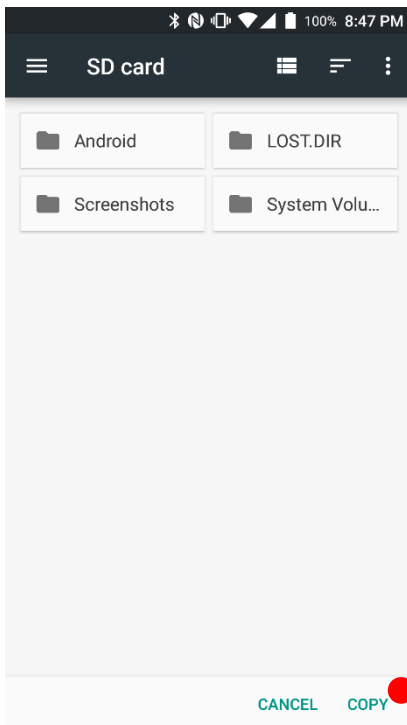 100% 8:47 PM
SD card
Android LOST.DIR
Screenshots System Volu...
CANCEL COPY